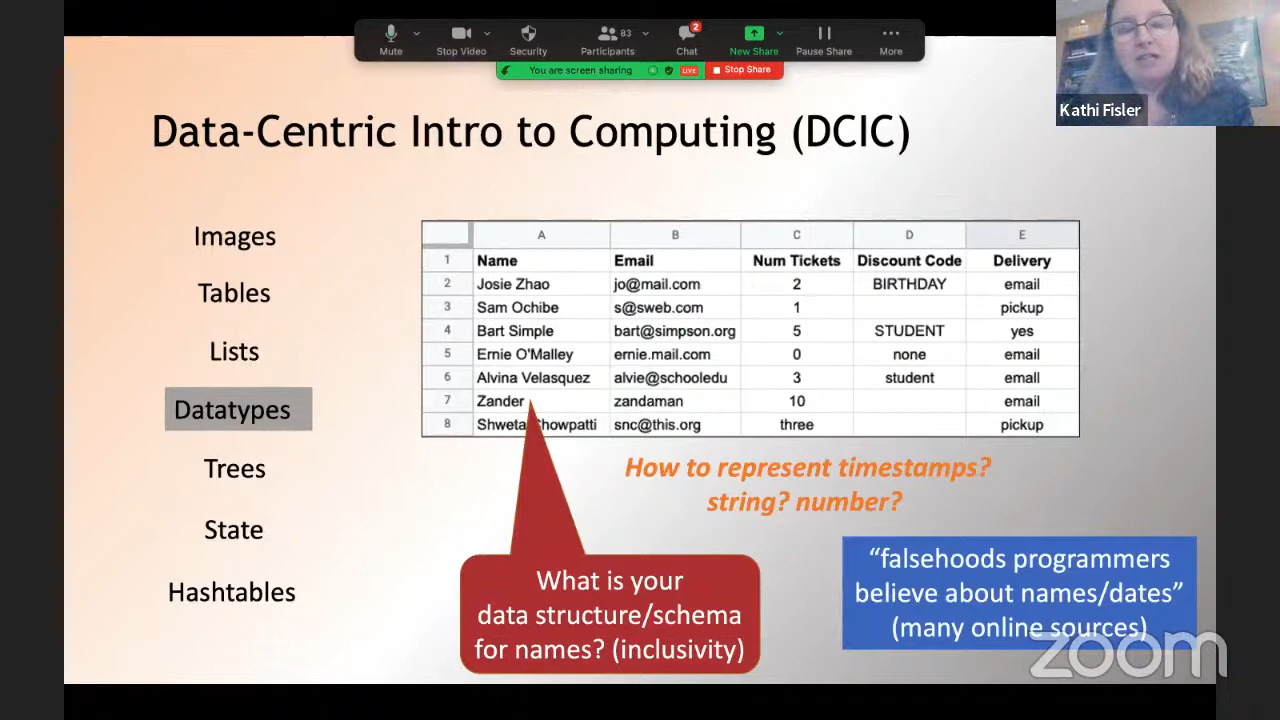 Mute
Stop Video
Security
83
Participants
2
Chat
New Share
Pause Share
More
You are screen sharing
LIVE
Stop Share
Kathi Fisler
Data-Centric Intro to Computing (DCIC)
Images
Tables
Lists
Datatypes
Trees
State
Hashtables
A B C D E
1 Name Email Num Tickets Discount Code Delivery
2 Josie Zhao jo@mail.com 2 BIRTHDAY email
3 Sam Ochibe s@sweb.com 1 pickup
4 Bart Simple bart@simpson.org 5 STUDENT yes
5 Ernie O'Malley ernie.mail.com 0 none email
6 Alvina Velasquez alvie@schooledu 3 student email
7 Zander zandaman 10 email
8 Shweta Chowpatti snc@this.org three pickup
How to represent timestamps?
string? number?
What is your
data structure/schema
for names? (inclusivity)
“falsehoods programmers
believe about names/dates”
(many online sources)
zoom